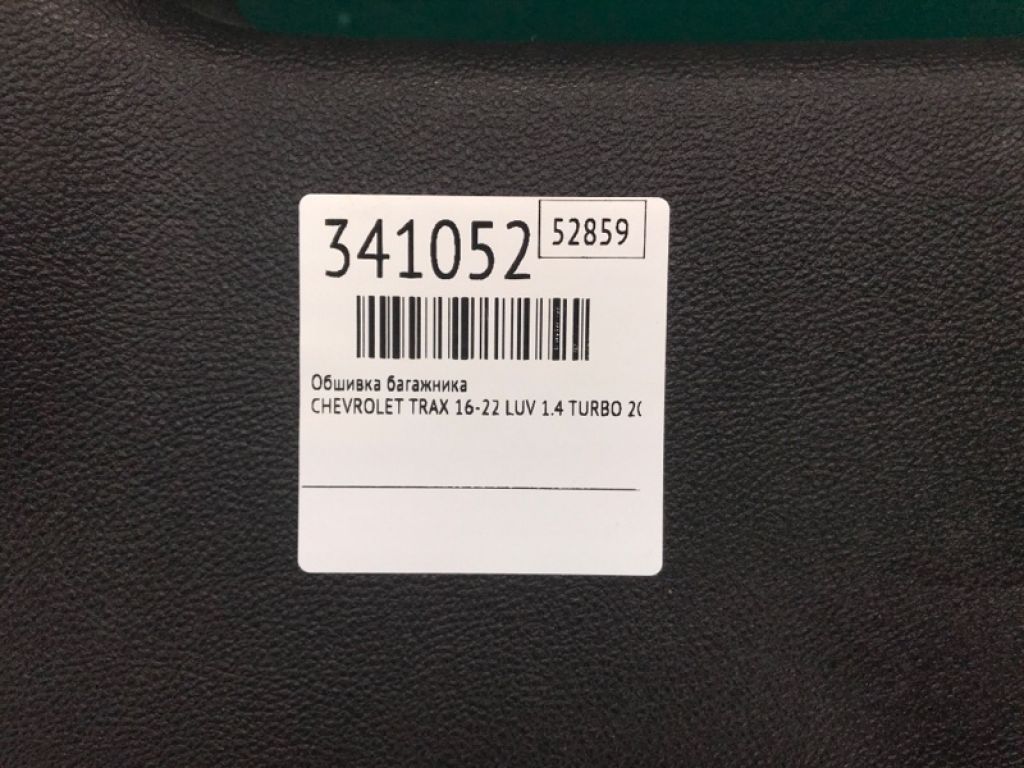 341052
52859
Обшивка багажника
CHEVROLET TRAX 16-22 LUV 1.4 TURBO